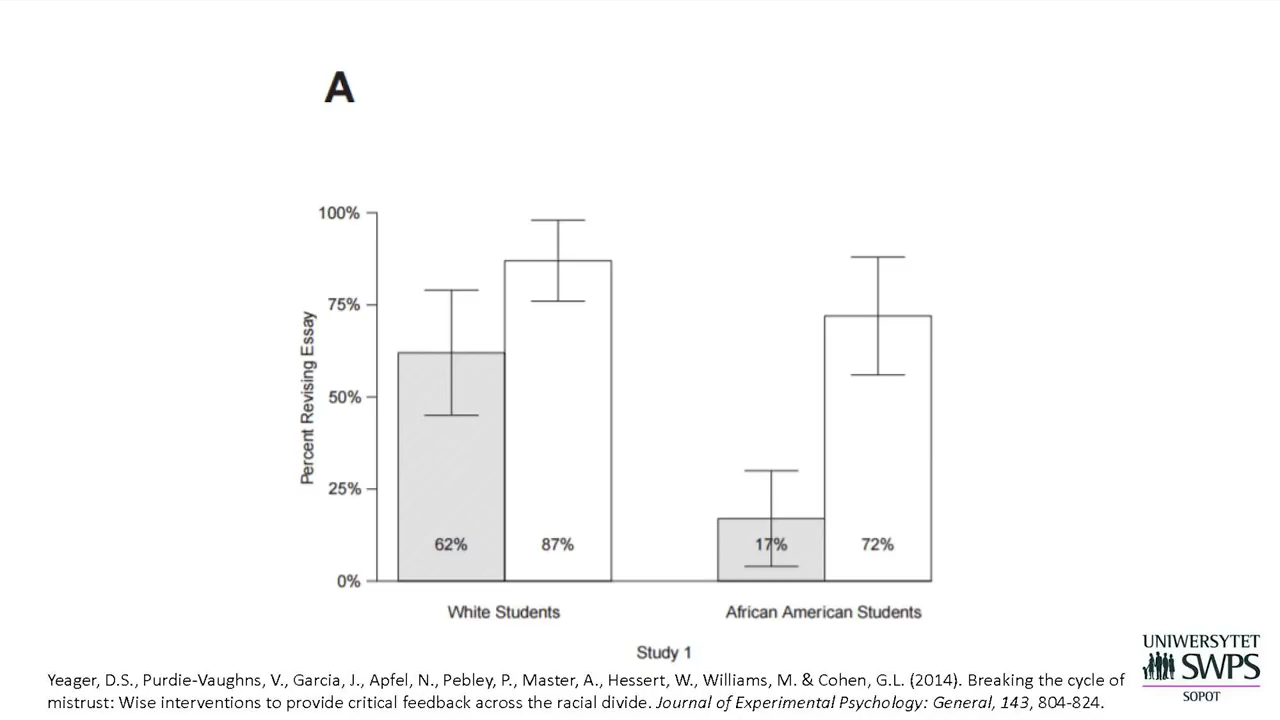 A
100%
75%
50%
25%
0%
Percent Revising Essay
62%
87%
17%
72%
White Students
African American Students
Study 1
Yeager, D.S., Purdie-Vaughns, V., Garcia, J., Apfel, N., Pebley, P., Master, A., Hessert, W., Williams, M. & Cohen, G.L. (2014). Breaking the cycle of
mistrust: Wise interventions to provide critical feedback across the racial divide. Journal of Experimental Psychology: General, 143, 804-824.
UNIWERSYTET
SWPS
SOPOT